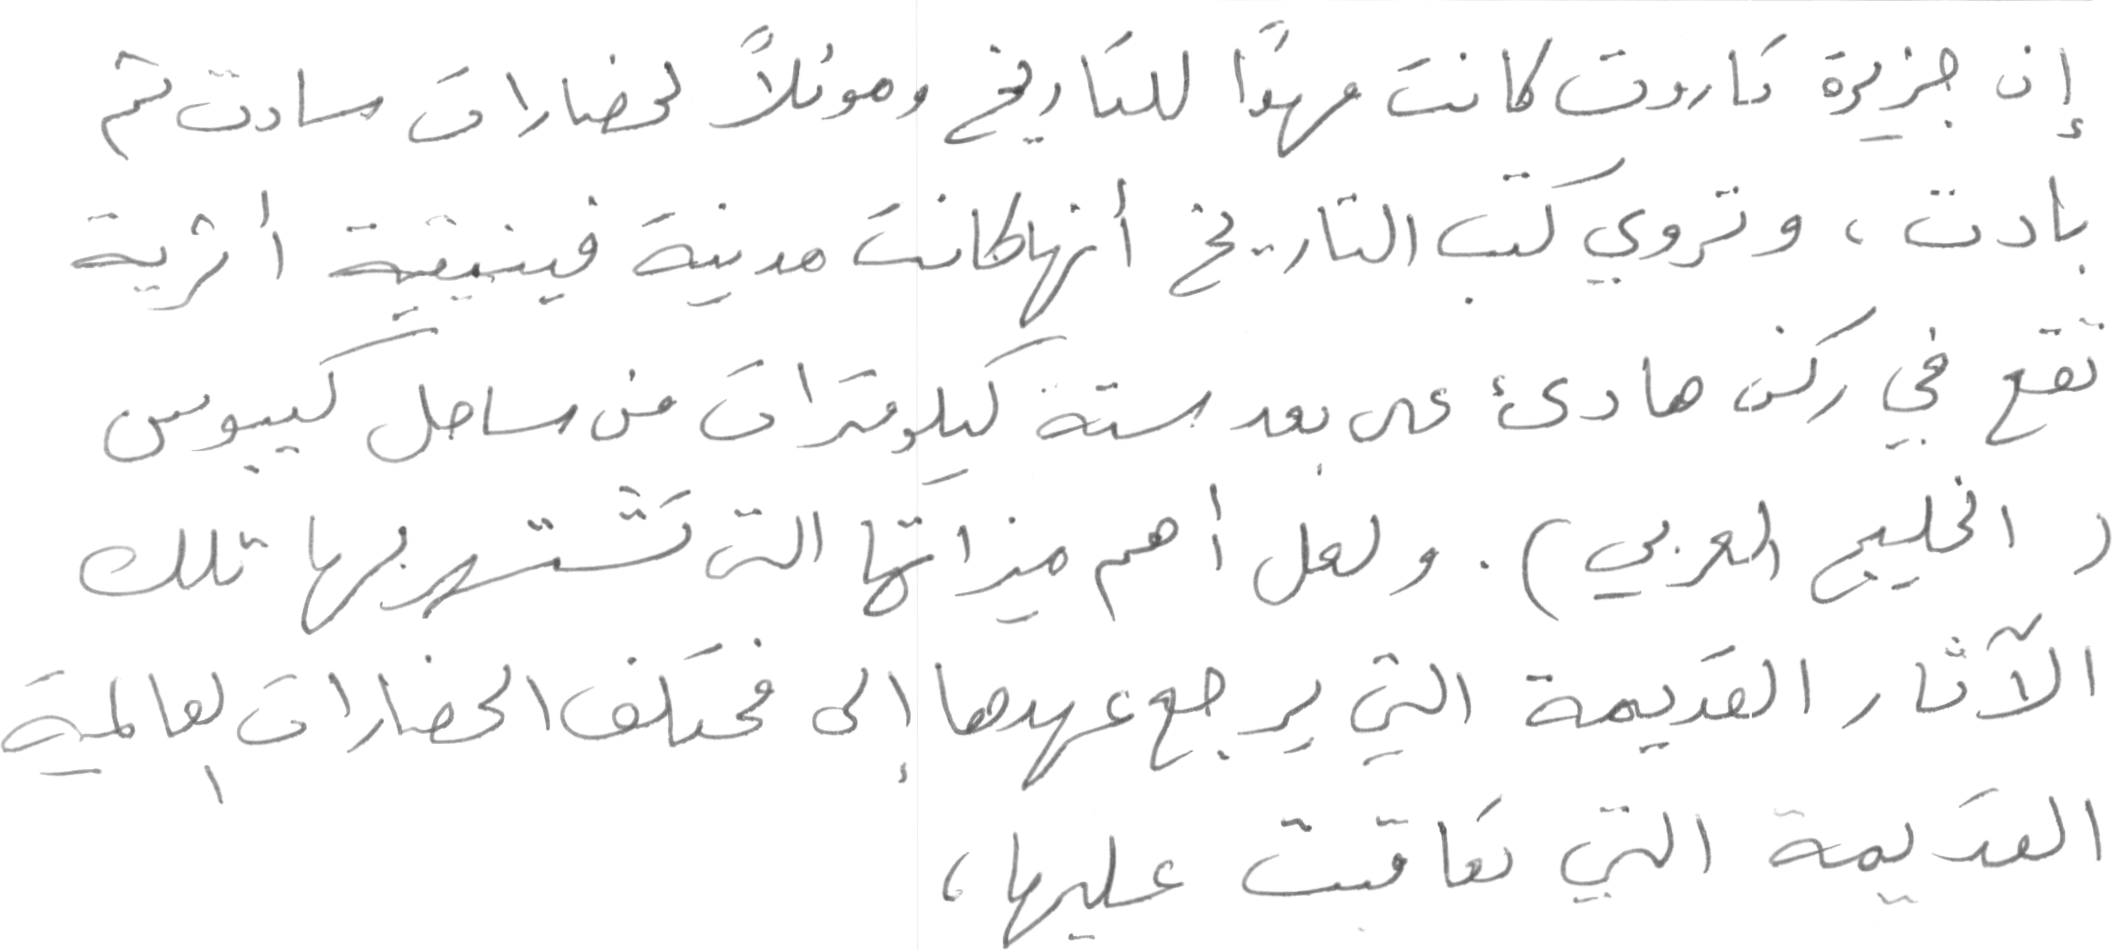 إن جزيرة تاروت كانت مهدًا للتاريخ وموئلاً لحضارات سادت ثم
بادت ، وتروي كتب التاريخ أنها كانت مدينة فينيقية أثرية
تقع في ركن هادئ على بعد ستة كيلومترات من ساحل كيبوس
( الخليج العربي ) . ولعل أهم ميزاتها التي تشتهر بها تلك
الآثار القديمة التي يرجع عهدها إلى مختلف الحضارات العالمية
القديمة التي تعاقبت عليها ،